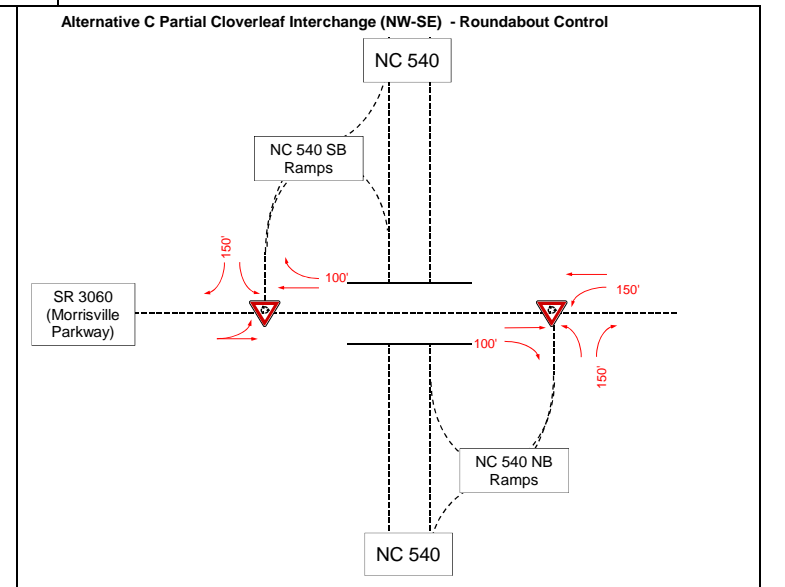 Alternative C Partial Cloverleaf Interchange (NW-SE) - Roundabout Control
NC 540
NC 540 SB
Ramps
150'
100'
SR 3060
(Morrisville
Parkway)
150'
100'
150'
NC 540 NB
Ramps
NC 540